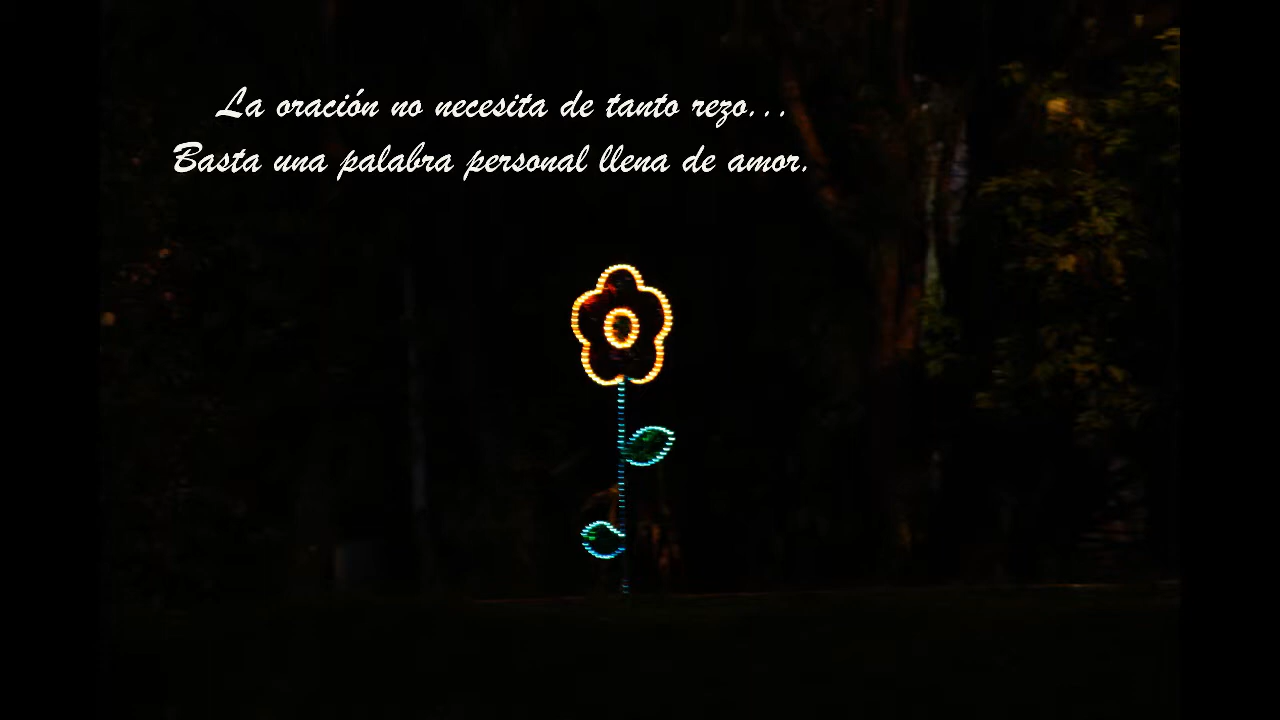 La oración no necesita de tanto rezo...
Basta una palabra personal llena de amor.